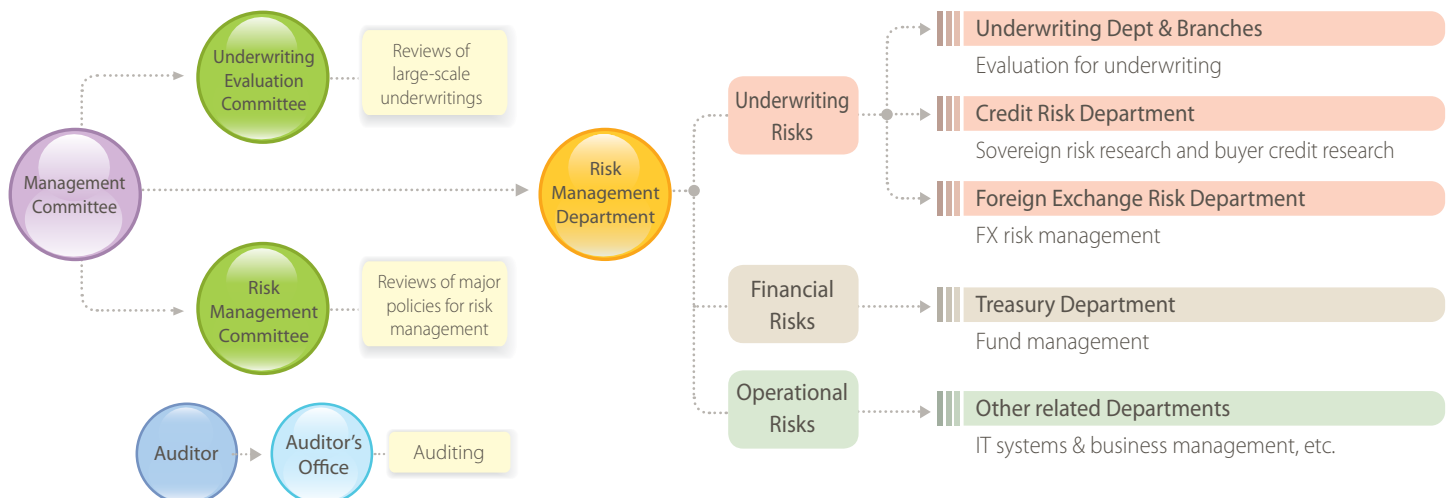 Underwriting
Evaluation
Committee
Reviews of
large-scale
underwritings
Management
Committee
Risk
Management
Committee
Reviews of major
policies for risk
management
Auditor
Auditor's
Office
Auditing
Risk
Management
Department
Underwriting
Risks
Financial
Risks
Operational
Risks
Underwriting Dept & Branches
Evaluation for underwriting
Credit Risk Department
Sovereign risk research and buyer credit research
Foreign Exchange Risk Department
FX risk management
Treasury Department
Fund management
Other related Departments
IT systems & business management, etc.